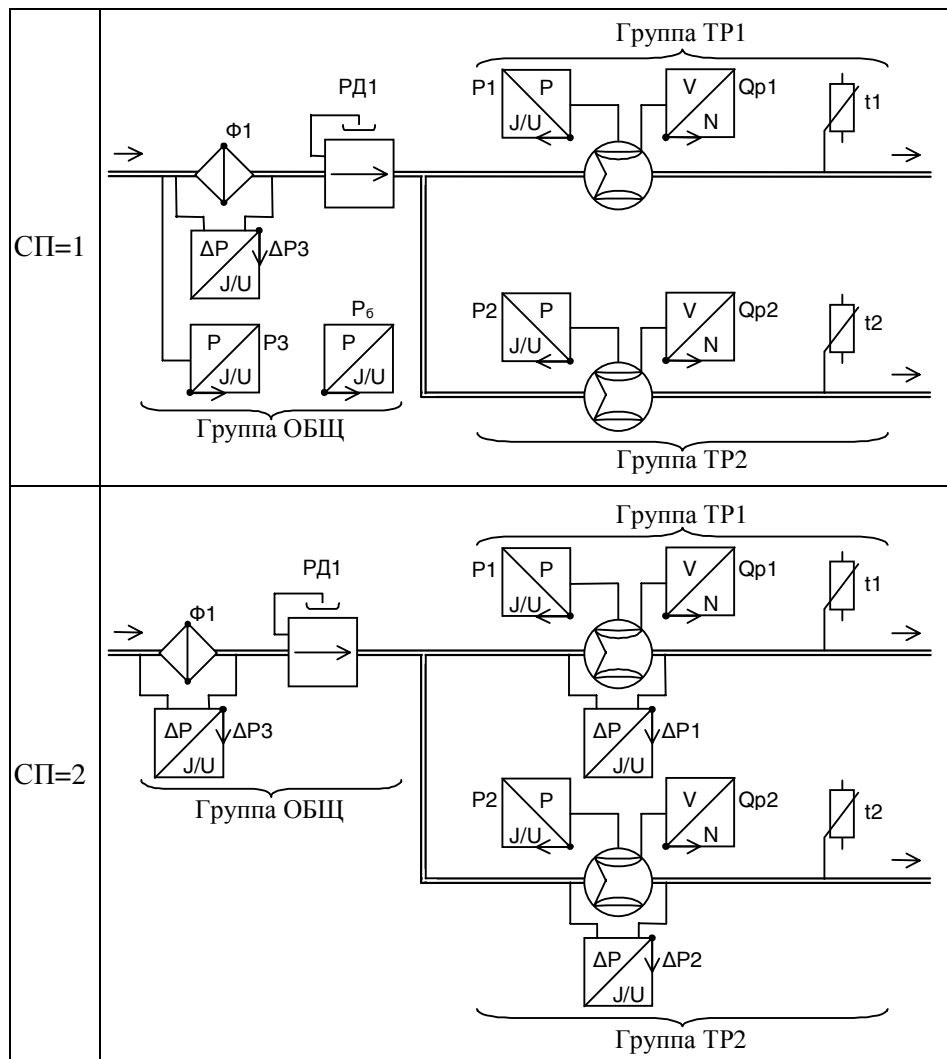 СП=1
Группа ТР1
P1
P
J/U
V
N
Qp1
t1
РД1
Ф1
ΔP
J/U
ΔP3
P
J/U
P3
Pб
P
J/U
Группа ОБЩ
P2
P
J/U
V
N
Qp2
t2
Группа ТР2
СП=2
Группа ТР1
P1
P
J/U
V
N
Qp1
t1
РД1
Ф1
ΔP
J/U
ΔP3
Группа ОБЩ
ΔP
J/U
ΔP1
P2
P
J/U
V
N
Qp2
t2
ΔP
J/U
ΔP2
Группа ТР2